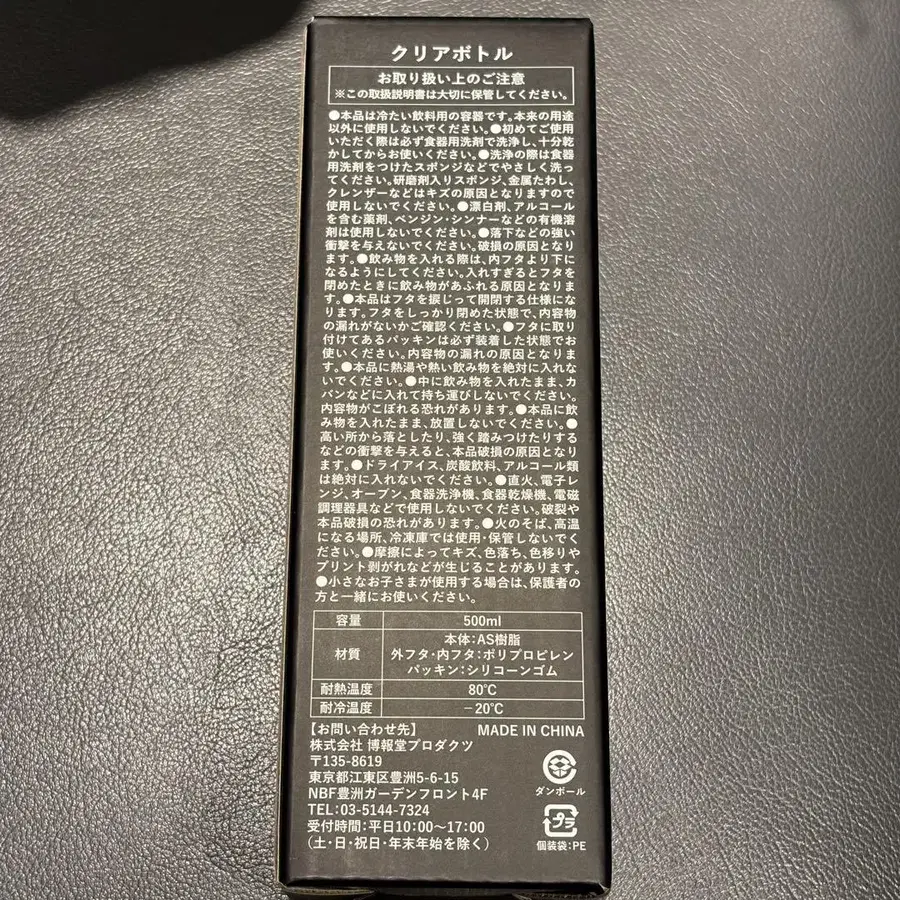 クリアボトル
お取り扱い上のご注意
※この取扱説明書は大切に保管してください。
●本品は冷たい飲料用の容器です。本来の用途
以外に使用しないでください。●初めてご使用
いただく際は必ず食器用洗剤で洗浄し、十分乾
かしてからお使いください。●洗浄の際は食器
用洗剤をつけたスポンジなどでやさしく洗っ
てください。研磨剤入りスポンジ、金属たわし、
クレンザーなどはキズの原因となりますので
使用しないでください。●漂白剤、アルコール
を含む薬剤、ベンジン・シンナーなどの有機溶
剤は使用しないでください。●落下などの強い
衝撃を与えないでください。破損の原因となり
ます。●飲み物を入れる際は、内フタより下に
なるようにしてください。入れすぎるとフタを
閉めたときに飲み物があふれる原因となりま
す。●本品はフタを捩じって開閉する仕様にな
ります。フタをしっかり閉めた状態で、内容物
の漏れがないかご確認ください。●フタに取り
付けてあるパッキンは必ず装着した状態でお
使いください。内容物の漏れの原因となりま
す。●本品に熱湯や熱い飲み物を絶対に入れな
いでください。●中に飲み物を入れたまま、カ
バンなどに入れて持ち運びしないでください。
内容物がこぼれる恐れがあります。●本品に飲
み物を入れたまま、放置しないでください。●
高い所から落としたり、強く踏みつけたりする
などの衝撃を与えると、本品破損の原因となり
ます。●ドライアイス、炭酸飲料、アルコール類
は絶対に入れないでください。●直火、電子レ
ンジ、オーブン、食器洗浄機、食器乾燥機、電磁
調理器具などで使用しないでください。破裂や
本品破損の恐れがあります。●火のそば、高温
になる場所、冷凍庫では使用・保管しないでくだ
さい。●摩擦によってキズ、色落ち、色移りや
プリント剥がれなどが生じることがあります。
●小さなお子さまが使用する場合は、保護者の
方と一緒にお使いください。
容量 500ml
材質 本体：AS樹脂
外フタ・内フタ：ポリプロピレン
パッキン：シリコーンゴム
耐熱温度 80℃
耐冷温度 －20℃
【お問い合わせ先】 MADE IN CHINA
株式会社 博報堂プロダクツ
〒135-8619
東京都江東区豊洲5-6-15
NBF豊洲ガーデンフロント4F
TEL:03-5144-7324
受付時間：平日10:00〜17:00
(土・日・祝日・年末年始を除く)
ダンボール
プラ
個装袋：PE